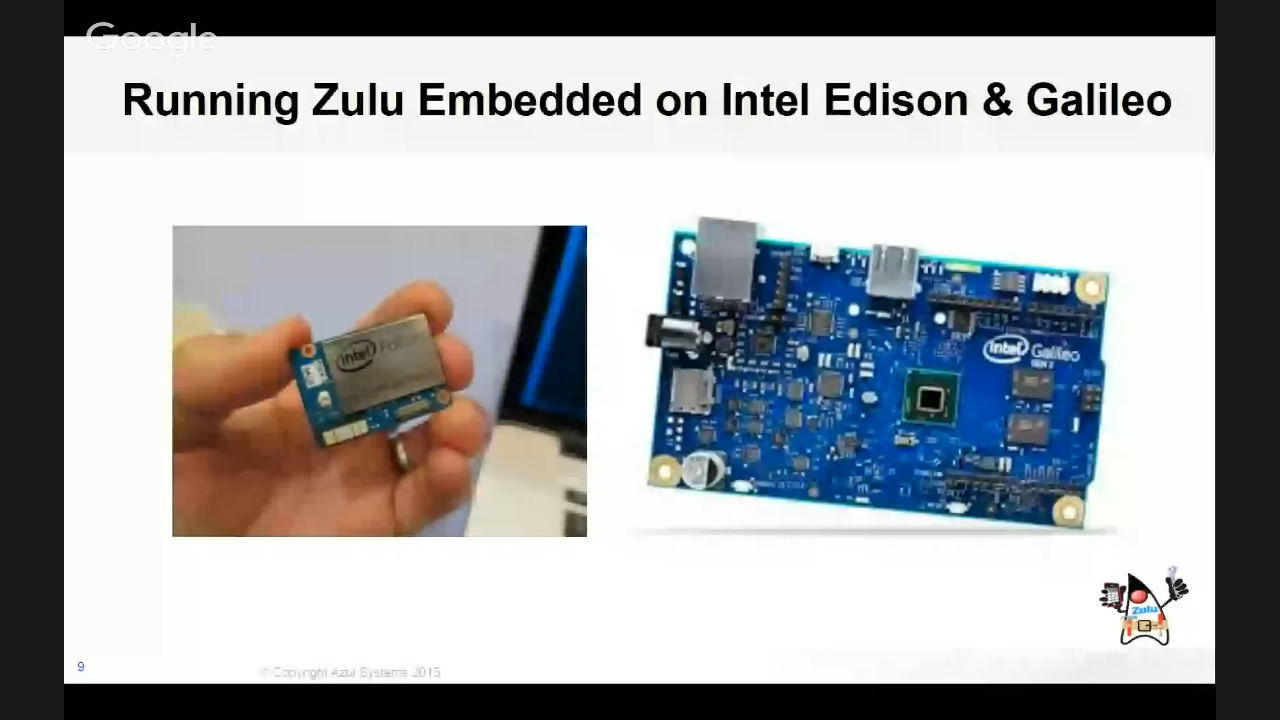 Google
Running Zulu Embedded on Intel Edison & Galileo
intel
intel Galileo
Zulu
9
© Copyright Azul Systems 2015